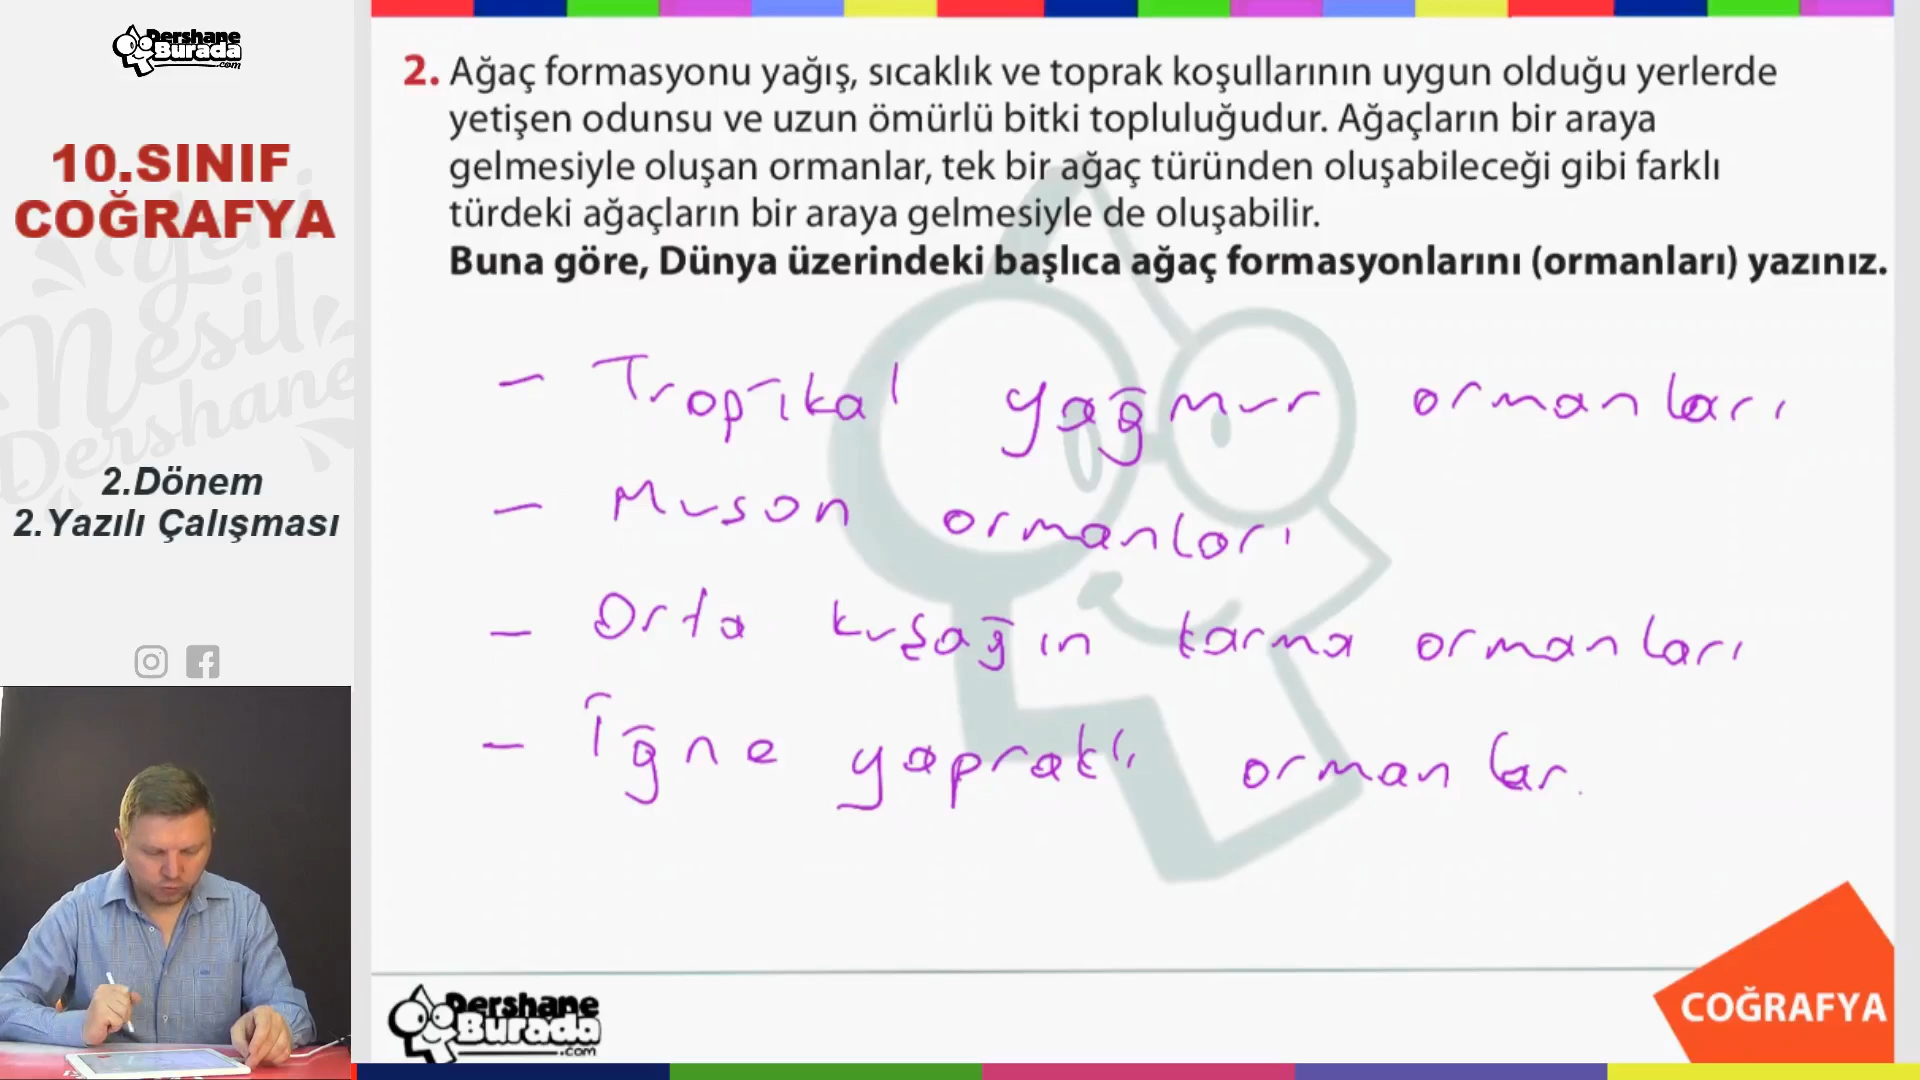 Dershane
Burada
.com
10.SINIF
COĞRAFYA
Yeni
Nesil
Dershane
2.Dönem
2.Yazılı Çalışması
2. Ağaç formasyonu yağış, sıcaklık ve toprak koşullarının uygun olduğu yerlerde
yetişen odunsu ve uzun ömürlü bitki topluluğudur. Ağaçların bir araya
gelmesiyle oluşan ormanlar, tek bir ağaç türünden oluşabileceği gibi farklı
türdeki ağaçların bir araya gelmesiyle de oluşabilir.
Buna göre, Dünya üzerindeki başlıca ağaç formasyonlarını (ormanları) yazınız.
- Tropikal yağmur ormanları
- Muson ormanları
- Orta kuşağın karma ormanları
- İğne yapraklı ormanlar.
Dershane
Burada
.com
COĞRAFYA